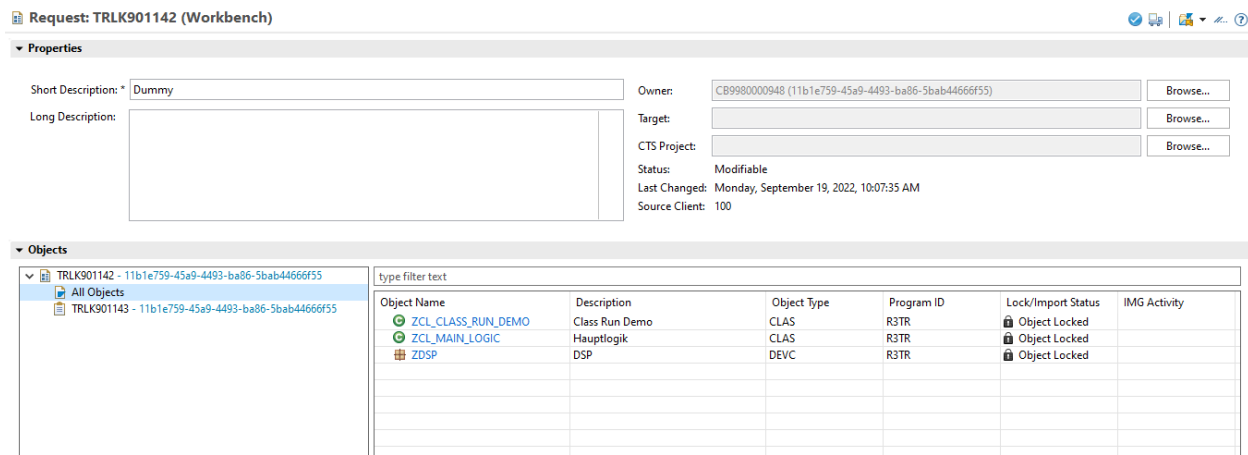 Request: TRLK901142 (Workbench)
Properties
Short Description: * Dummy
Long Description:
Owner: CB9980000948 (11b1e759-45a9-4493-ba86-5bab44666f55) Browse...
Target: Browse...
CTS Project: Browse...
Status: Modifiable
Last Changed: Monday, September 19, 2022, 10:07:35 AM
Source Client: 100
Objects
TRLK901142 - 11b1e759-45a9-4493-ba86-5bab44666f55
All Objects
TRLK901143 - 11b1e759-45a9-4493-ba86-5bab44666f55
type filter text
Object Name Description Object Type Program ID Lock/Import Status IMG Activity
ZCL_CLASS_RUN_DEMO Class Run Demo CLAS R3TR Object Locked
ZCL_MAIN_LOGIC Hauptlogik CLAS R3TR Object Locked
ZDSP DSP DEVC R3TR Object Locked